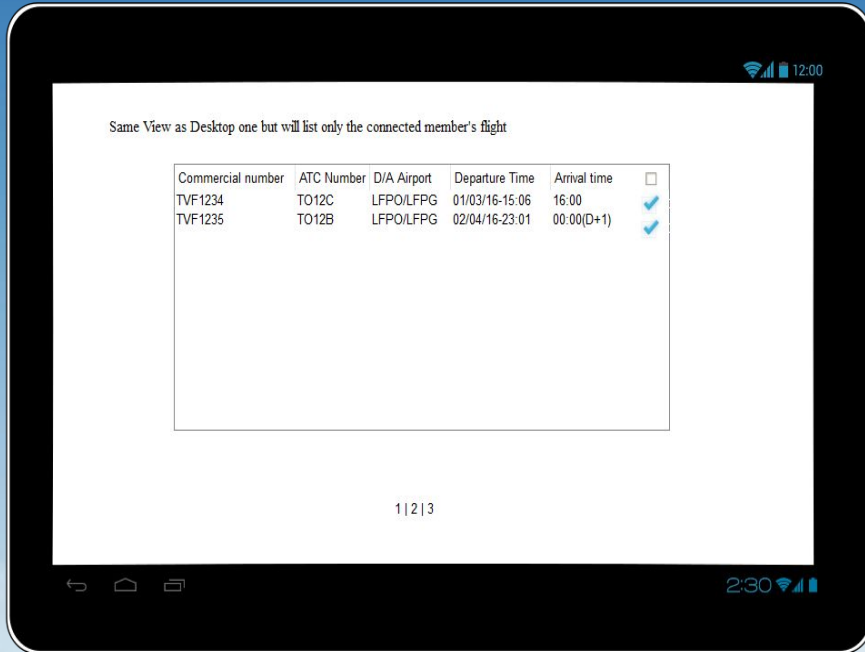 12:00
Same View as Desktop one but will list only the connected member's flight
Commercial number ATC Number D/A Airport Departure Time Arrival time
TVF1234 TO12C LFPO/LFPG 01/03/16-15:06 16:00
TVF1235 TO12B LFPO/LFPG 02/04/16-23:01 00:00(D+1)
1 | 2 | 3
2:30